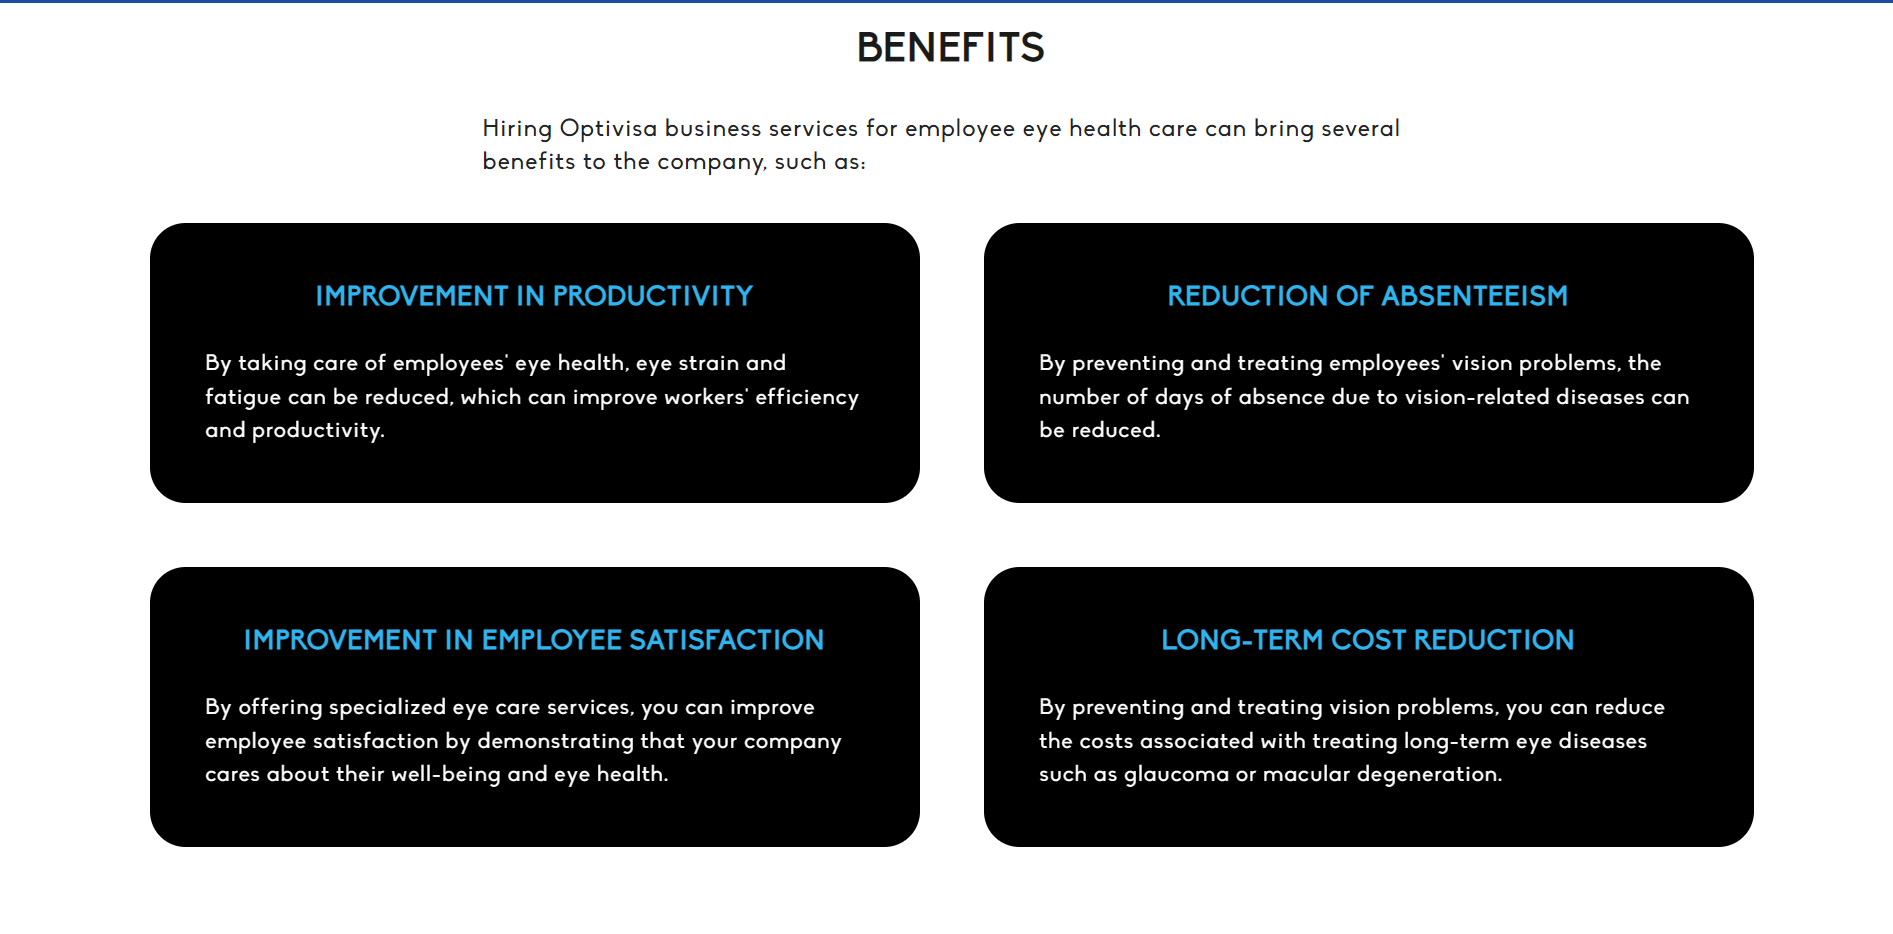 BENEFITS
Hiring Optivisa business services for employee eye health care can bring several
benefits to the company, such as:
IMPROVEMENT IN PRODUCTIVITY
By taking care of employees' eye health, eye strain and
fatigue can be reduced, which can improve workers' efficiency
and productivity.
REDUCTION OF ABSENTEEISM
By preventing and treating employees' vision problems, the
number of days of absence due to vision-related diseases can
be reduced.
IMPROVEMENT IN EMPLOYEE SATISFACTION
By offering specialized eye care services, you can improve
employee satisfaction by demonstrating that your company
cares about their well-being and eye health.
LONG-TERM COST REDUCTION
By preventing and treating vision problems, you can reduce
the costs associated with treating long-term eye diseases
such as glaucoma or macular degeneration.